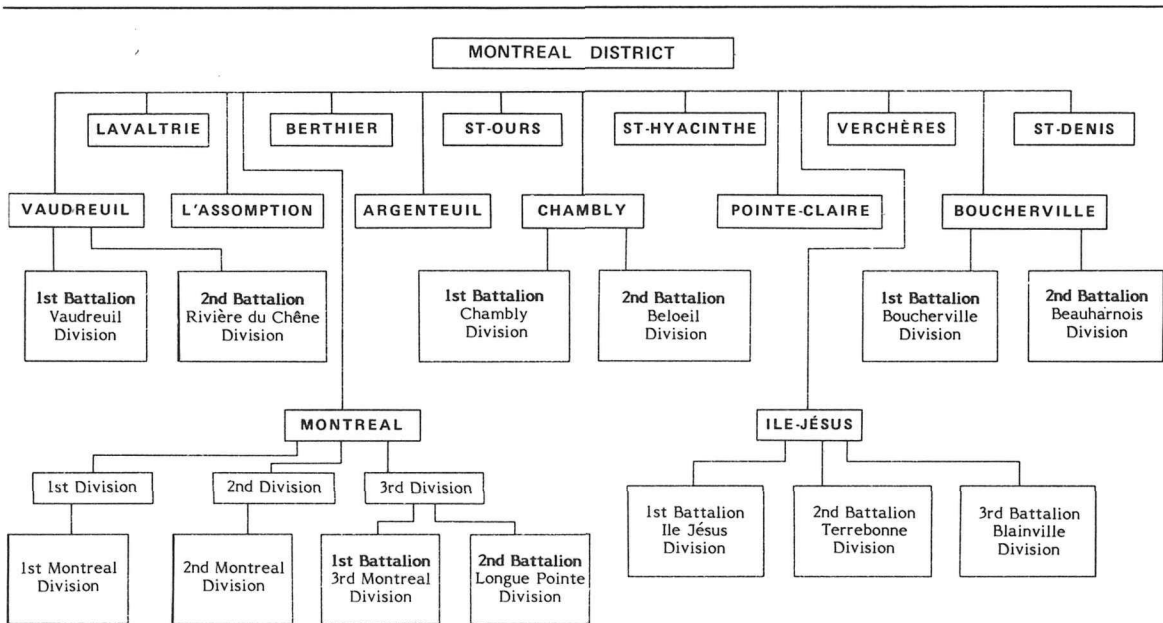 MONTREAL DISTRICT
LAVALTRIE
BERTHIER
ST-OURS
ST-HYACINTHE
VERCHÈRES
ST-DENIS
VAUDREUIL
L'ASSOMPTION
ARGENTEUIL
CHAMBLY
POINTE-CLAIRE
BOUCHERVILLE
1st Battalion
Vaudreuil
Division
2nd Battalion
Rivière du Chêne
Division
1st Battalion
Chambly
Division
2nd Battalion
Beloeil
Division
1st Battalion
Boucherville
Division
2nd Battalion
Beauharnois
Division
MONTREAL
ILE-JÉSUS
1st Division
2nd Division
3rd Division
1st Montreal
Division
2nd Montreal
Division
1st Battalion
3rd Montreal
Division
2nd Battalion
Longue Pointe
Division
1st Battalion
Ile Jésus
Division
2nd Battalion
Terrebonne
Division
3rd Battalion
Blainville
Division